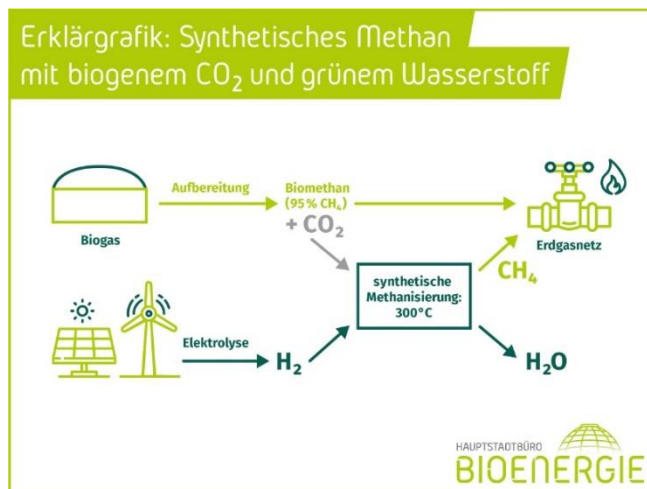 Erklärgrafik: Synthetisches Methan
mit biogenem CO₂ und grünem Wasserstoff
Aufbereitung
Biomethan
(95 % CH₄)
+ CO₂
Biogas
Erdgasnetz
synthetische
Methanisierung:
300°C
CH₄
Elektrolyse
H₂
H₂O
HAUPTSTADTBÜRO
BIOENERGIE